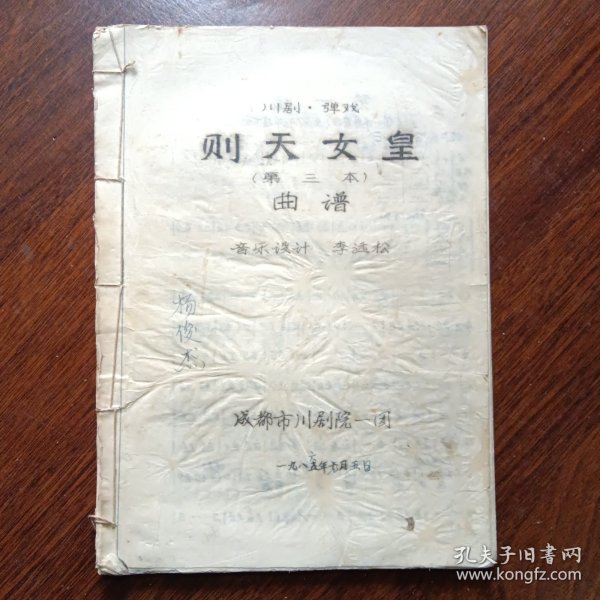 川剧·弹戏
则天女皇
(第三本)
曲谱
音乐设计 李
松
杨俊杰
成都市川剧院一团
一九八五年
月五日
孔夫子旧书网
www.kongfz.com